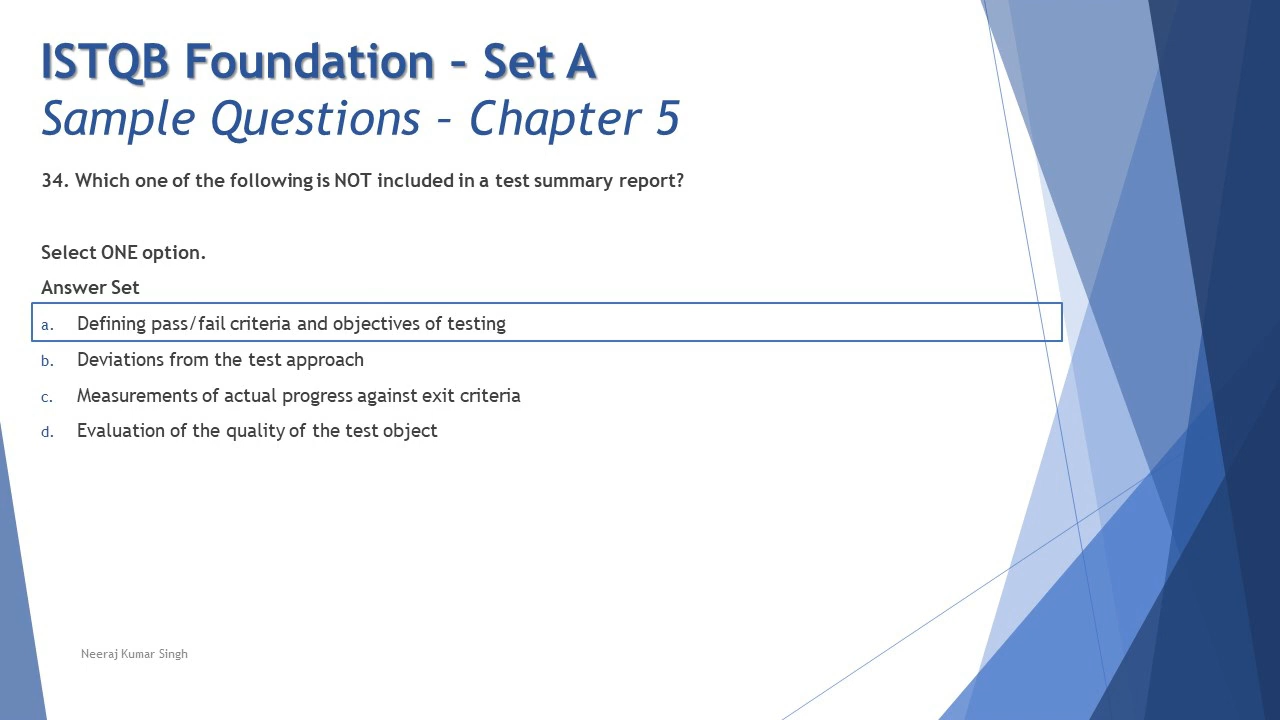 ISTQB Foundation – Set A
Sample Questions – Chapter 5
34. Which one of the following is NOT included in a test summary report?
Select ONE option.
Answer Set
a. Defining pass/fail criteria and objectives of testing
b. Deviations from the test approach
c. Measurements of actual progress against exit criteria
d. Evaluation of the quality of the test object
Neeraj Kumar Singh